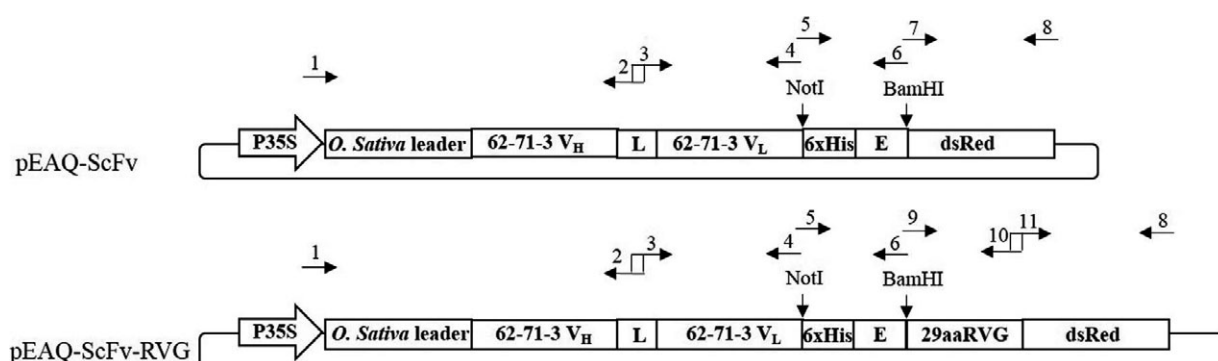 1 2 3 4 5 6 7 8
NotI BamHI
pEAQ-ScFv P35S O. Sativa leader 62-71-3 VH L 62-71-3 VL 6xHis E dsRed
1 2 3 4 5 6 9 10 11 8
NotI BamHI
pEAQ-ScFv-RVG P35S O. Sativa leader 62-71-3 VH L 62-71-3 VL 6xHis E 29aaRVG dsRed